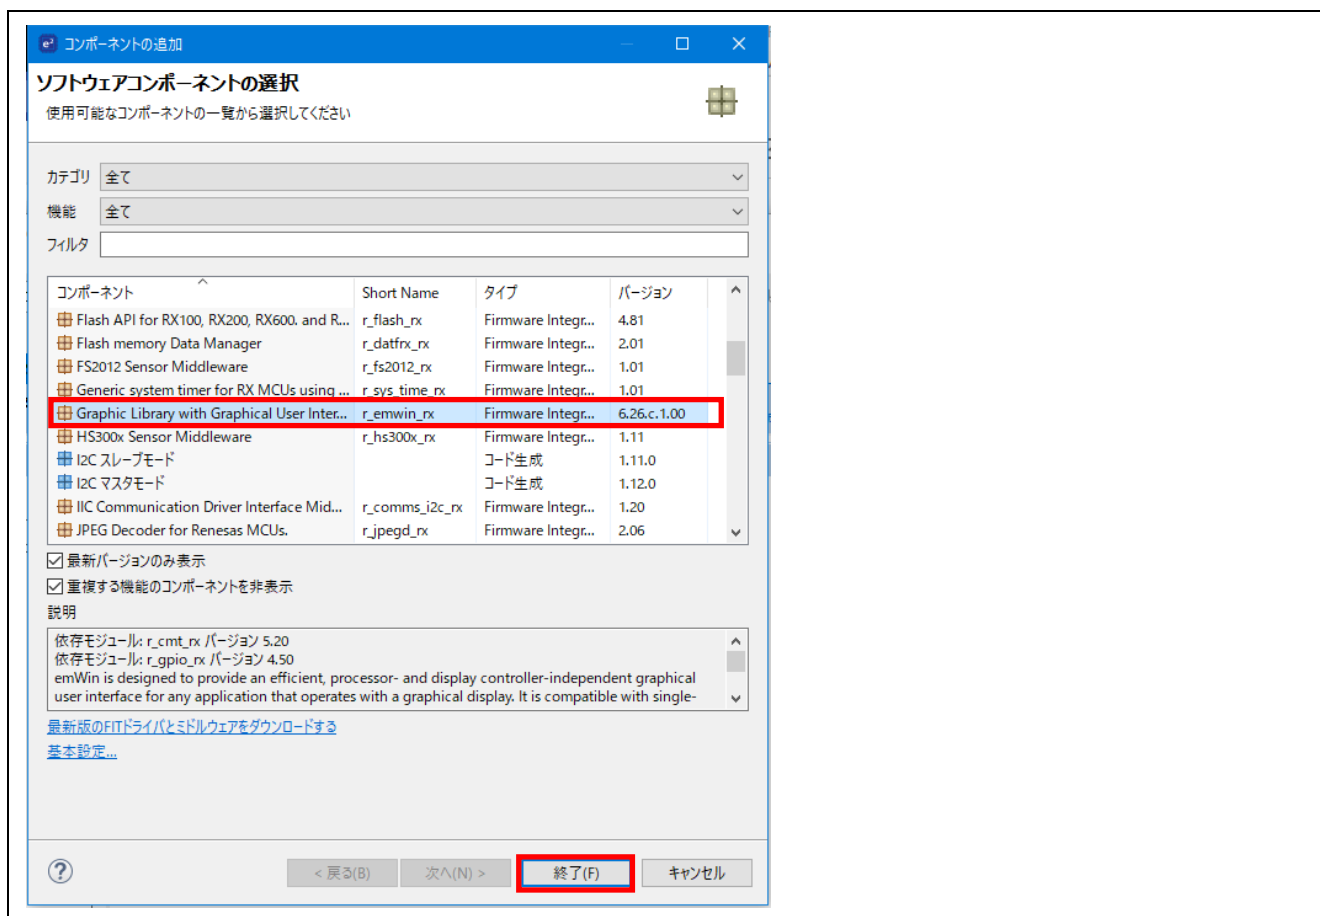 e² コンポーネントの追加
ソフトウェアコンポーネントの選択
使用可能なコンポーネントの一覧から選択してください
カテゴリ 全て
機能 全て
フィルタ
コンポーネント Short Name タイプ バージョン
Flash API for RX100, RX200, RX600. and R... r_flash_rx Firmware Integr... 4.81
Flash memory Data Manager r_datfrx_rx Firmware Integr... 2.01
FS2012 Sensor Middleware r_fs2012_rx Firmware Integr... 1.01
Generic system timer for RX MCUs using ... r_sys_time_rx Firmware Integr... 1.01
Graphic Library with Graphical User Inter... r_emwin_rx Firmware Integr... 6.26.c.1.00
HS300x Sensor Middleware r_hs300x_rx Firmware Integr... 1.11
I2C スレーブモード コード生成 1.11.0
I2C マスタモード コード生成 1.12.0
IIC Communication Driver Interface Mid... r_comms_i2c_rx Firmware Integr... 1.20
JPEG Decoder for Renesas MCUs. r_jpegd_rx Firmware Integr... 2.06
最新バージョンのみ表示
重複する機能のコンポーネントを非表示
説明
依存モジュール: r_cmt_rx バージョン 5.20
依存モジュール: r_gpio_rx バージョン 4.50
emWin is designed to provide an efficient, processor- and display controller-independent graphical
user interface for any application that operates with a graphical display. It is compatible with single-
最新版のFITドライバとミドルウェアをダウンロードする
基本設定...
? < 戻る(B) 次へ(N) > 終了(F) キャンセル